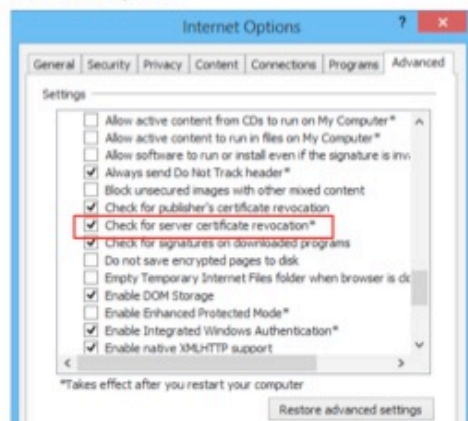 Internet Options
?
General Security Privacy Content Connections Programs Advanced
Settings
Allow active content from CDs to run on My Computer*
Allow active content to run in files on My Computer*
Allow software to run or install even if the signature is inva
Always send Do Not Track header*
Block unsecured images with other mixed content
Check for publisher's certificate revocation
Check for server certificate revocation*
Check for signatures on downloaded programs
Do not save encrypted pages to disk
Empty Temporary Internet Files folder when browser is clo
Enable DOM Storage
Enable Enhanced Protected Mode*
Enable Integrated Windows Authentication*
Enable native XMLHTTP support
*Takes effect after you restart your computer
Restore advanced settings